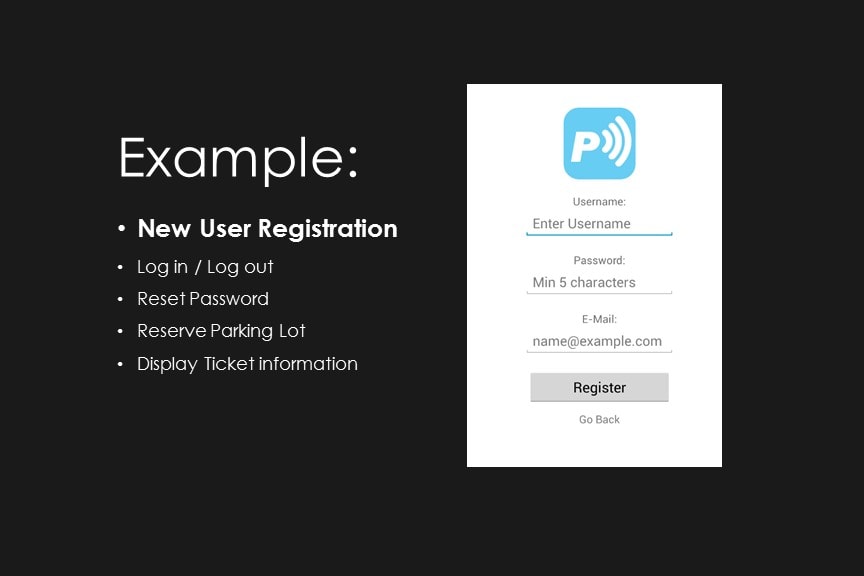 Example:
• New User Registration
• Log in / Log out
• Reset Password
• Reserve Parking Lot
• Display Ticket information
P
Username:
Enter Username
Password:
Min 5 characters
E-Mail:
name@example.com
Register
Go Back